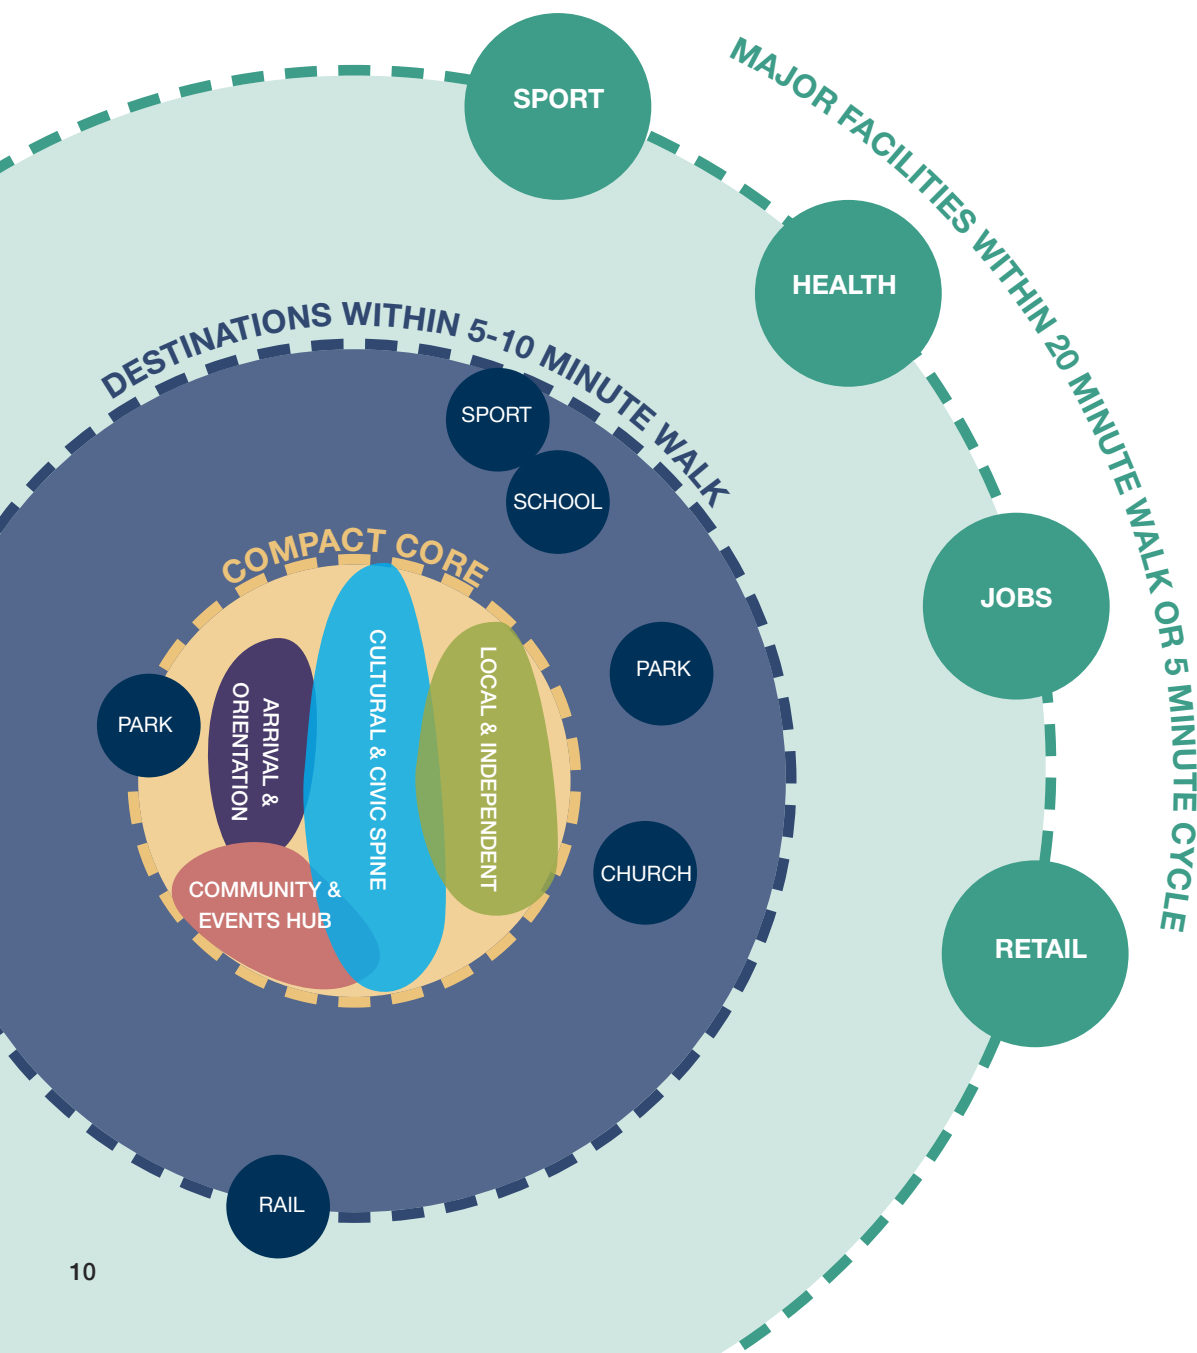 SPORT
MAJOR FACILITIES WITHIN 20 MINUTE WALK OR 5 MINUTE CYCLE
HEALTH
DESTINATIONS WITHIN 5-10 MINUTE WALK
SPORT
SCHOOL
COMPACT CORE
JOBS
PARK
PARK
ARRIVAL &
ORIENTATION
CULTURAL & CIVIC SPINE
LOCAL & INDEPENDENT
CHURCH
COMMUNITY &
EVENTS HUB
RETAIL
RAIL
10